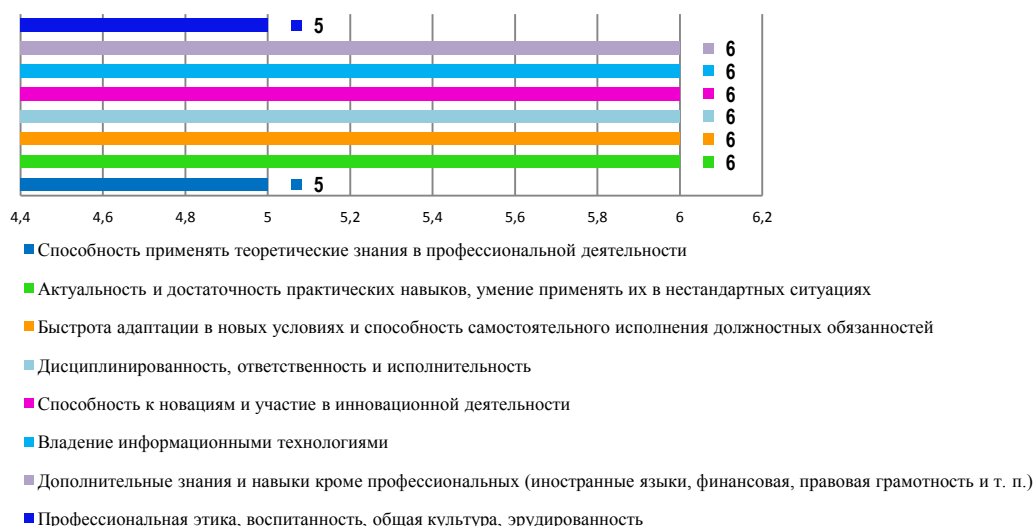 5
6
6
6
6
6
6
5
4,4 4,6 4,8 5 5,2 5,4 5,6 5,8 6 6,2
Способность применять теоретические знания в профессиональной деятельности
Актуальность и достаточность практических навыков, умение применять их в нестандартных ситуациях
Быстрота адаптации в новых условиях и способность самостоятельного исполнения должностных обязанностей
Дисциплинированность, ответственность и исполнительность
Способность к новациям и участие в инновационной деятельности
Владение информационными технологиями
Дополнительные знания и навыки кроме профессиональных (иностранные языки, финансовая, правовая грамотность и т. п.)
Профессиональная этика, воспитанность, общая культура, эрудированность